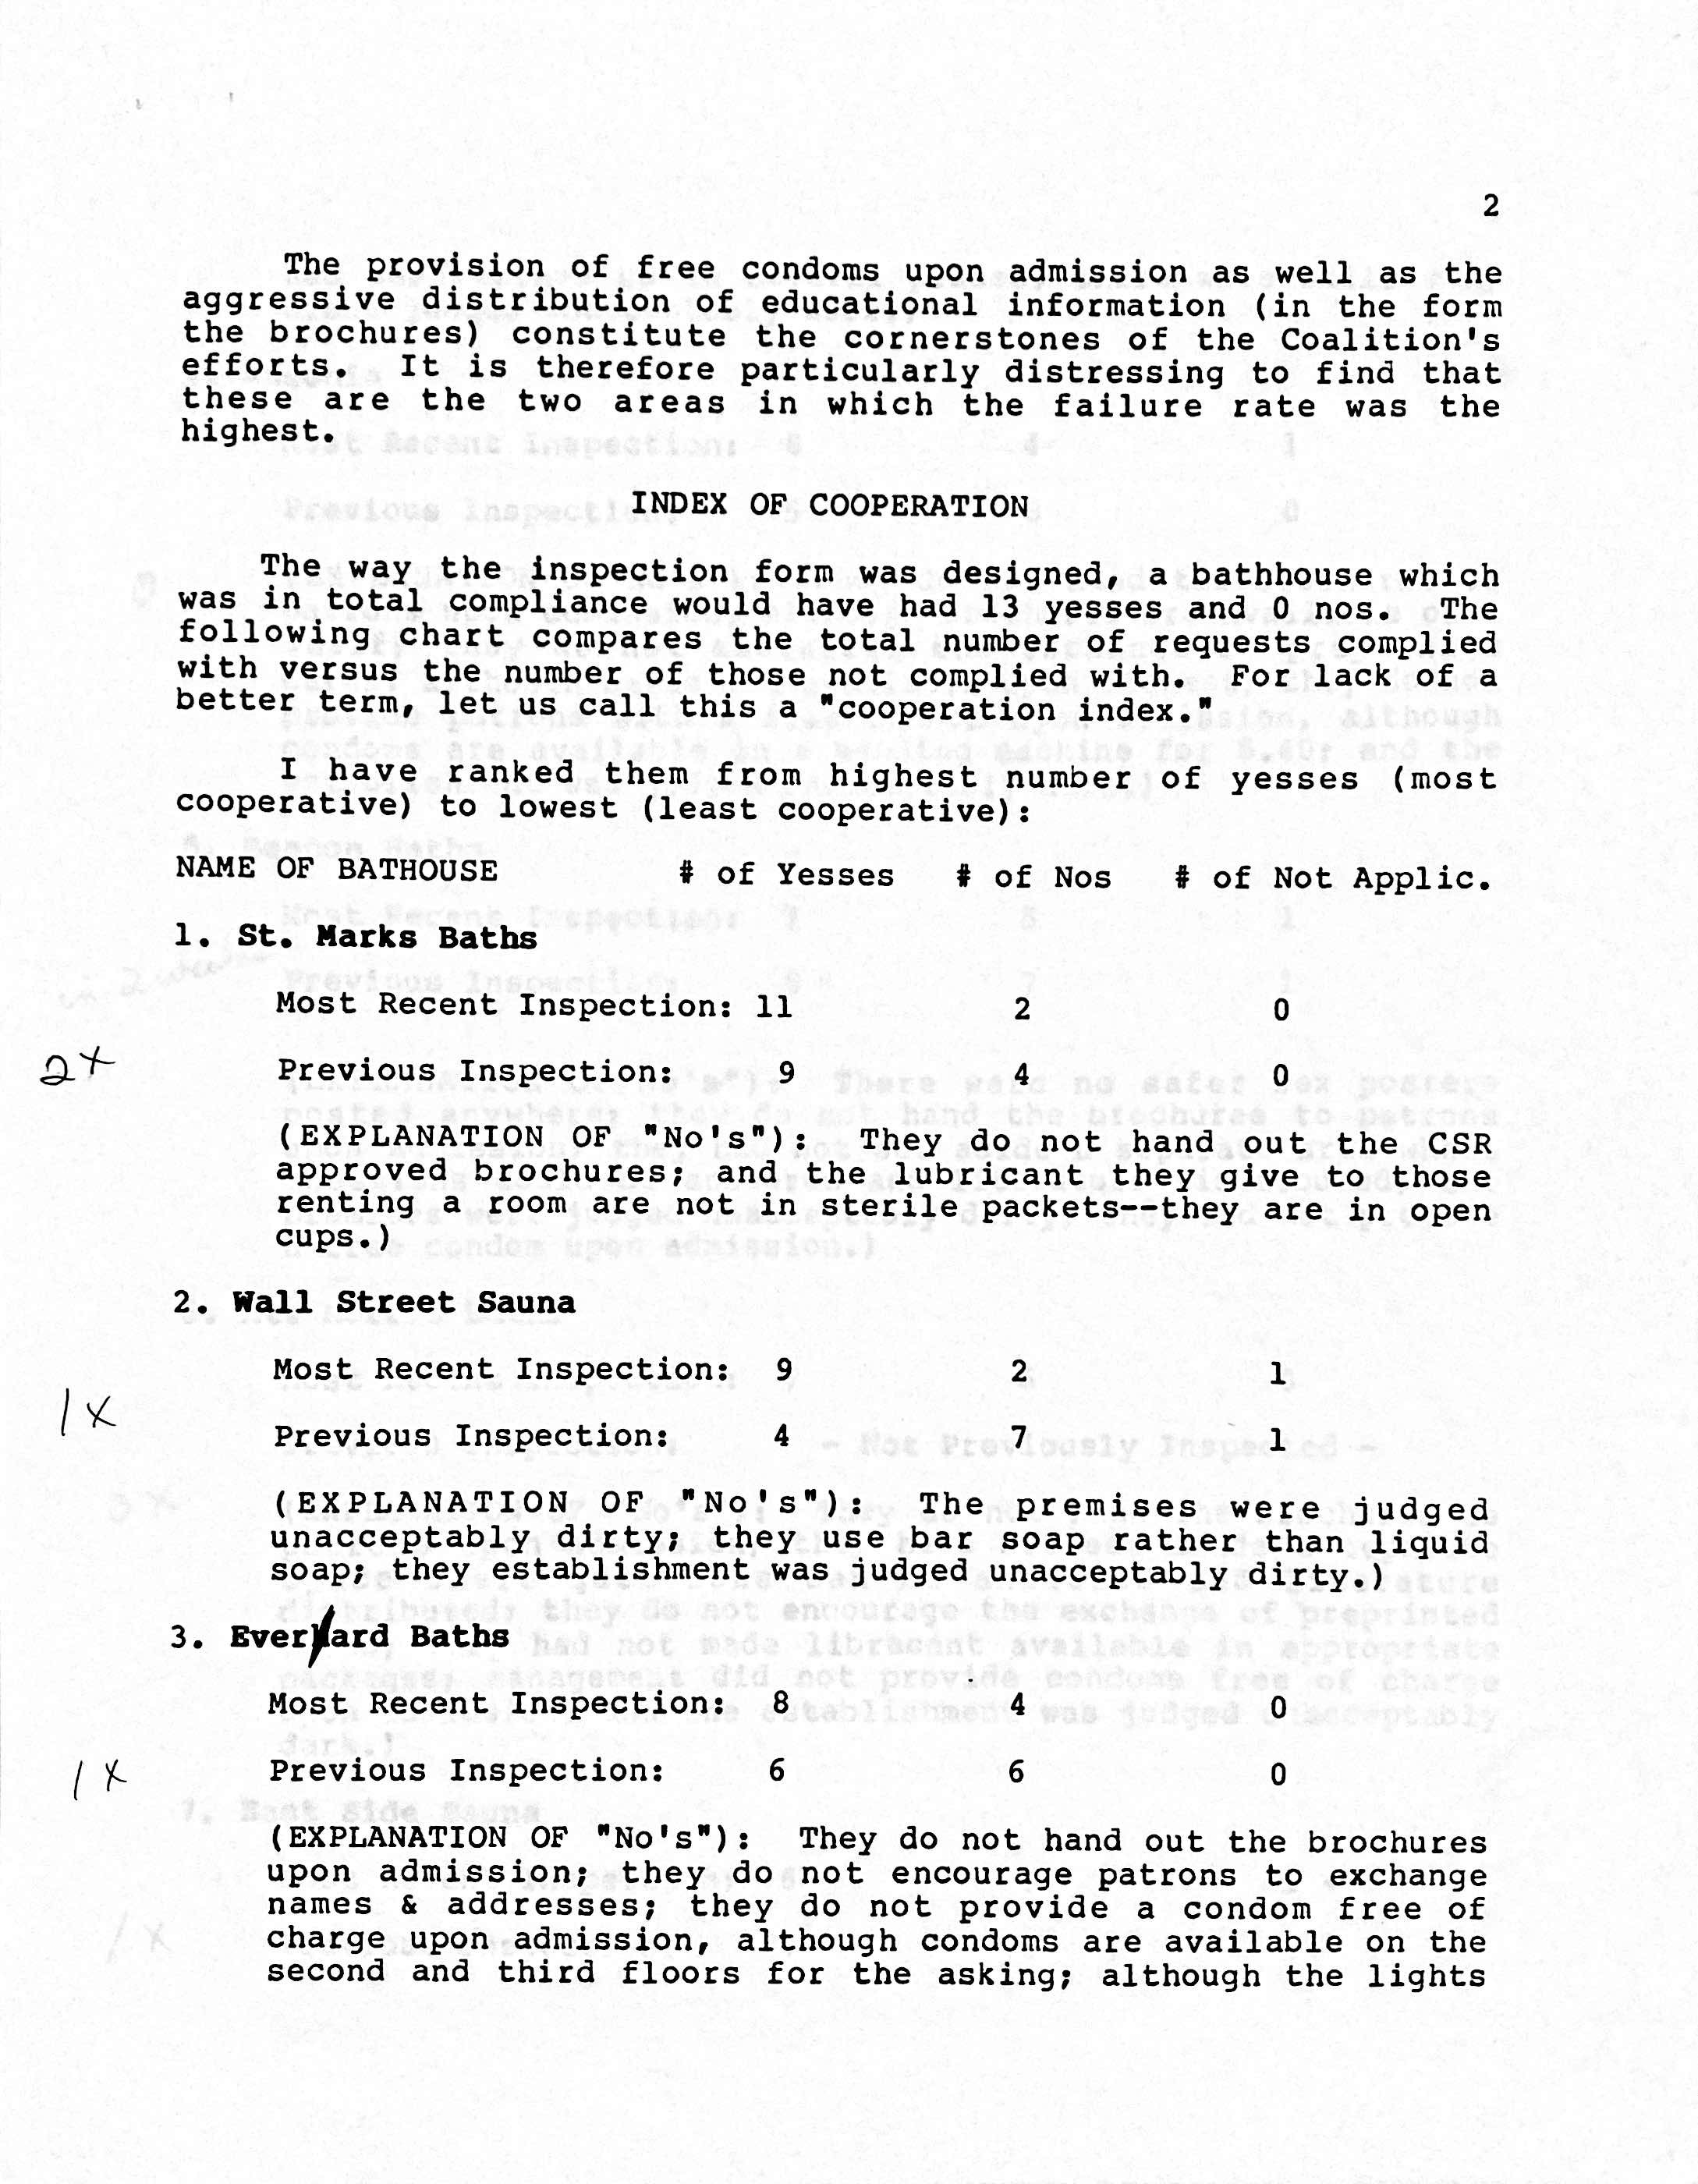 2
The provision of free condoms upon admission as well as the
aggressive distribution of educational information (in the form
the brochures) constitute the cornerstones of the Coalition's
efforts. It is therefore particularly distressing to find that
these are the two areas in which the failure rate was the
highest.
INDEX OF COOPERATION
The way the inspection form was designed, a bathhouse which
was in total compliance would have had 13 yesses and 0 nos. The
following chart compares the total number of requests complied
with versus the number of those not complied with. For lack of a
better term, let us call this a "cooperation index."
I have ranked them from highest number of yesses (most
cooperative) to lowest (least cooperative):
NAME OF BATHOUSE # of Yesses # of Nos # of Not Applic.
1. St. Marks Baths
Most Recent Inspection: 11 2 0
2x
Previous Inspection: 9 4 0
(EXPLANATION OF "No's"): They do not hand out the CSR
approved brochures; and the lubricant they give to those
renting a room are not in sterile packets--they are in open
cups.)
2. Wall Street Sauna
Most Recent Inspection: 9 2 1
1x
Previous Inspection: 4 7 1
(EXPLANATION OF "No's"): The premises were judged
unacceptably dirty; they use bar soap rather than liquid
soap; they establishment was judged unacceptably dirty.)
3. Everhard Baths
Most Recent Inspection: 8 4 0
1x
Previous Inspection: 6 6 0
(EXPLANATION OF "No's"): They do not hand out the brochures
upon admission; they do not encourage patrons to exchange
names & addresses; they do not provide a condom free of
charge upon admission, although condoms are available on the
second and third floors for the asking; although the lights